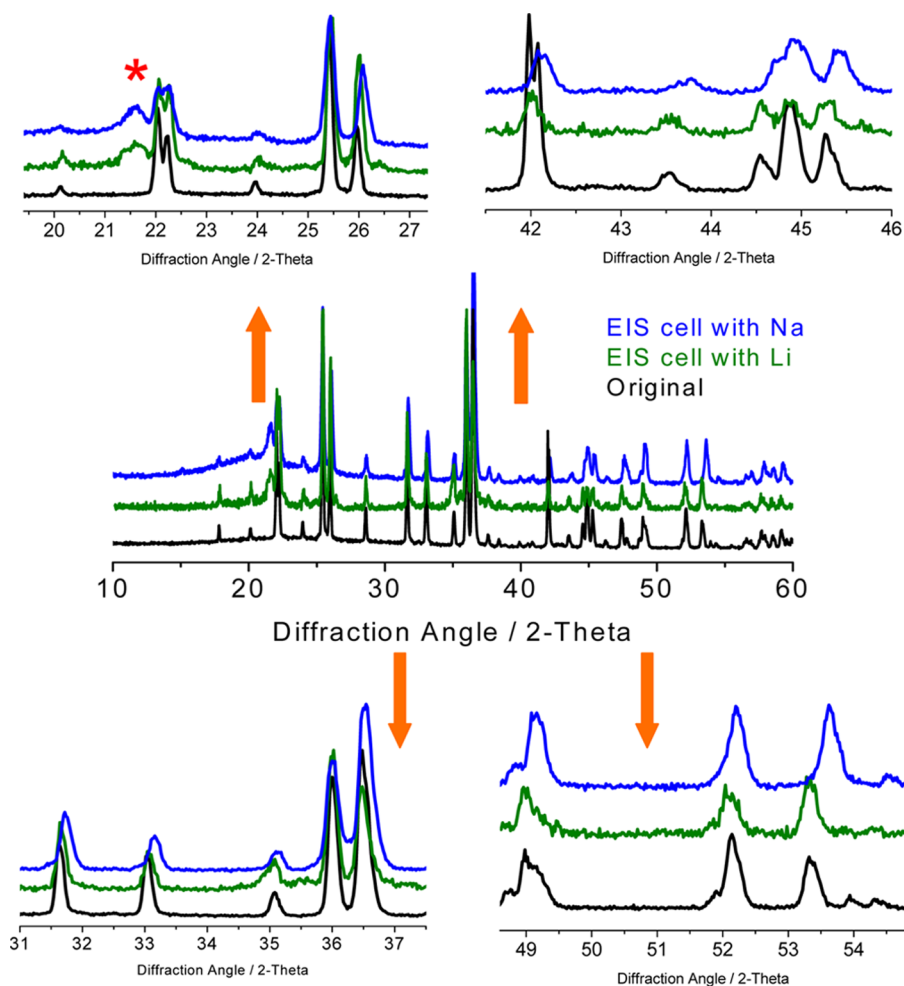 *
20 21 22 23 24 25 26 27
Diffraction Angle / 2-Theta
42 43 44 45 46
Diffraction Angle / 2-Theta
EIS cell with Na
EIS cell with Li
Original
10 20 30 40 50 60
Diffraction Angle / 2-Theta
31 32 33 34 35 36 37
Diffraction Angle / 2-Theta
49 50 51 52 53 54
Diffraction Angle / 2-Theta